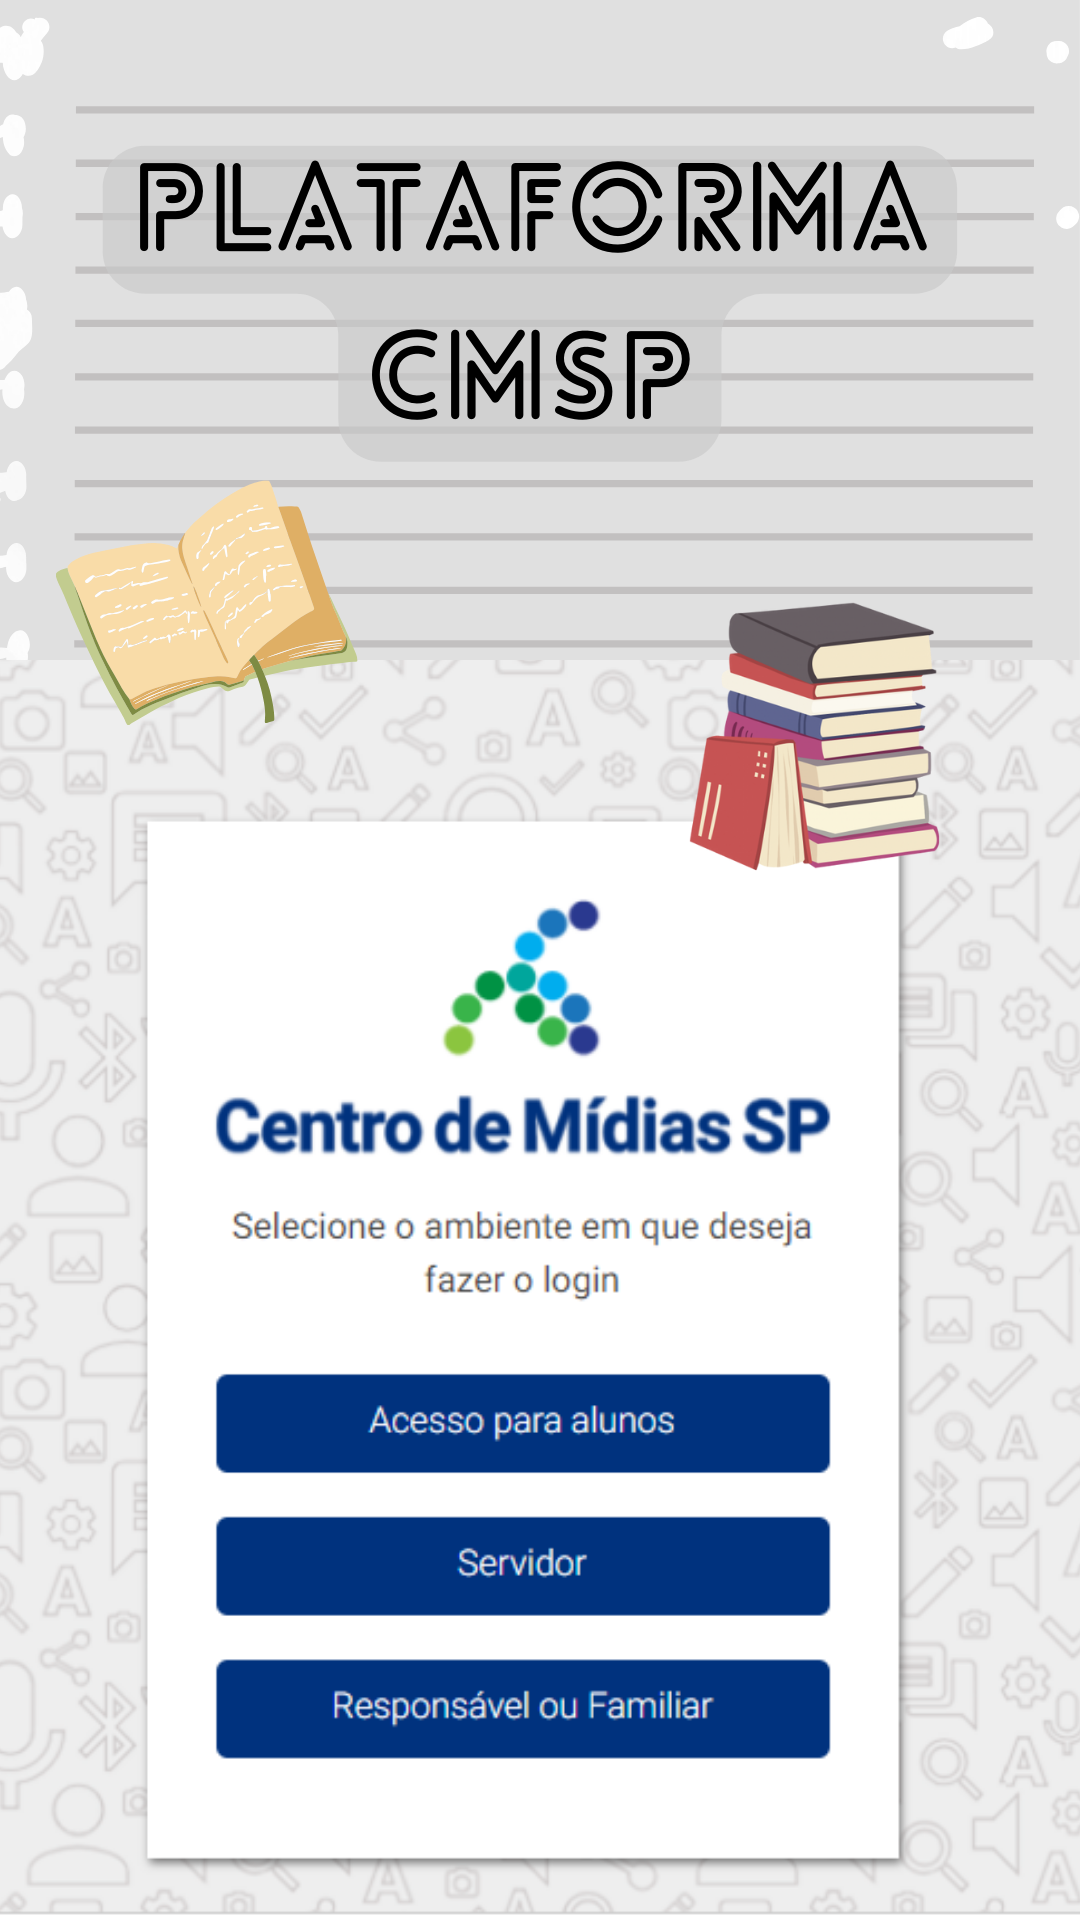 PLATAFORMA
CMSP
Centro de Mídias SP
Selecione o ambiente em que deseja
fazer o login
Acesso para alunos
Servidor
Responsável ou Familiar